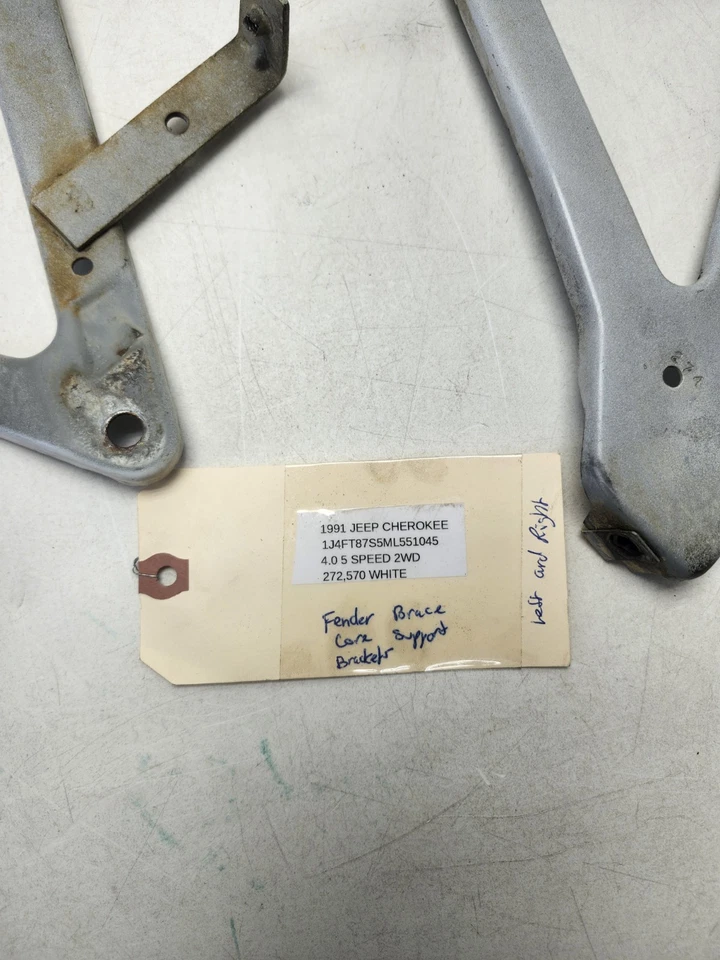 1991 JEEP CHEROKEE
1J4FT87S5ML551045
4.0 5 SPEED 2WD
272,570 WHITE
Fender Brace
Core Support
Brackets
Left and Right